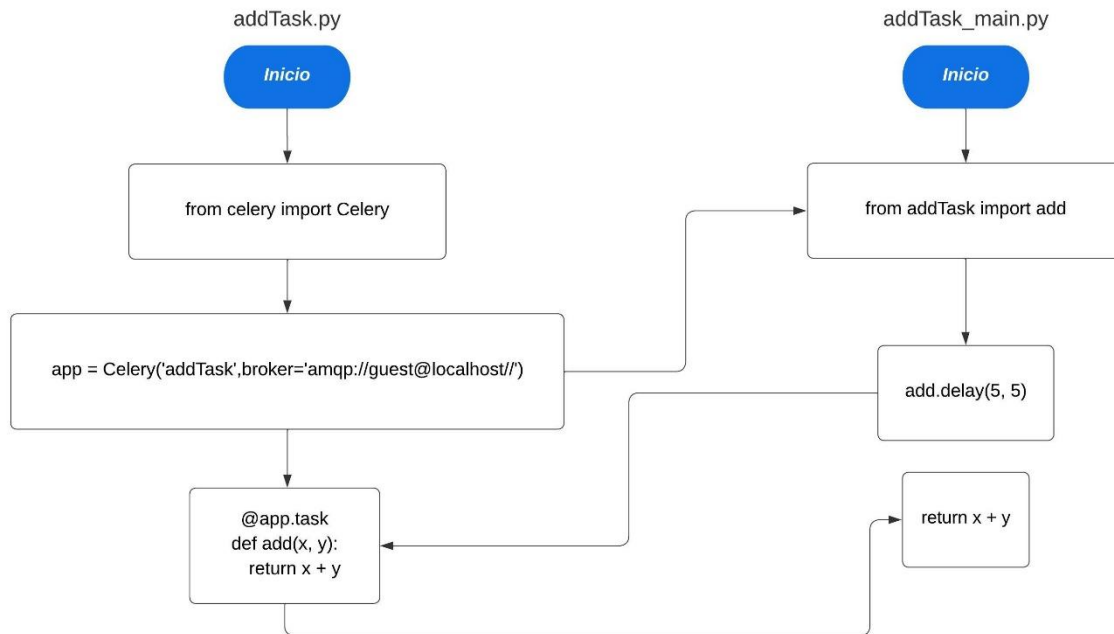 addTask.py
Inicio
from celery import Celery
app = Celery('addTask',broker='amqp://guest@localhost//')
@app.task
def add(x, y):
return x + y
addTask_main.py
Inicio
from addTask import add
add.delay(5, 5)
return x + y